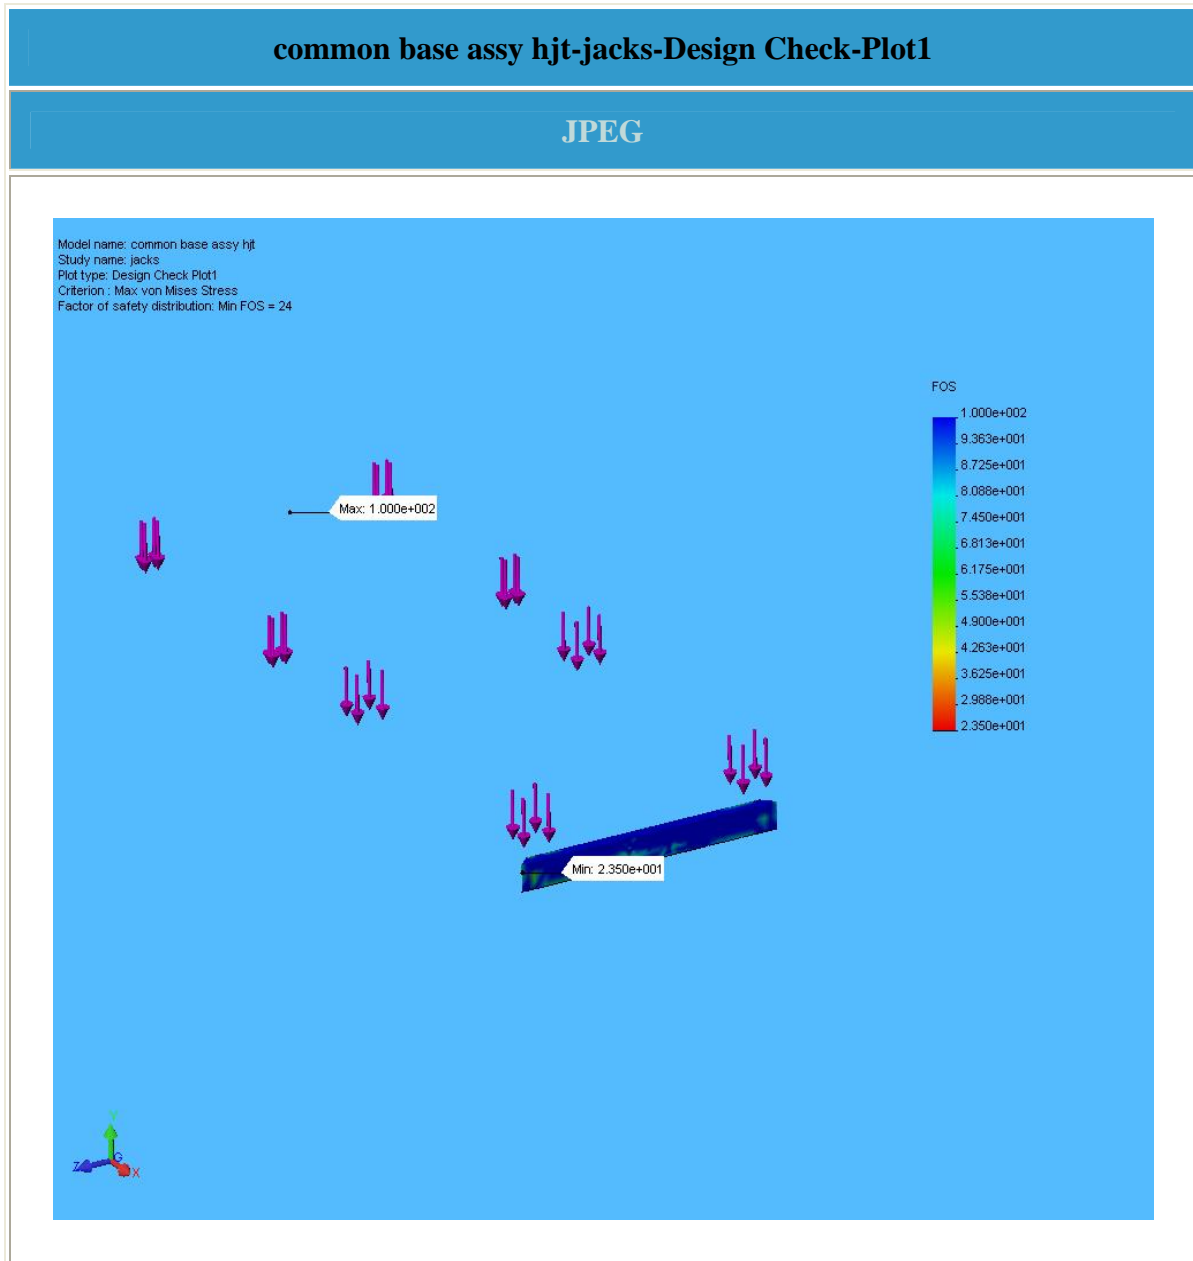 common base assy hjt-jacks-Design Check-Plot1
JPEG
Model name: common base assy hjt
Study name: jacks
Plot type: Design Check Plot1
Criterion : Max von Mises Stress
Factor of safety distribution: Min FOS = 24
FOS
1.000e+002
9.363e+001
8.725e+001
8.088e+001
7.450e+001
6.813e+001
6.175e+001
5.538e+001
4.900e+001
4.263e+001
3.625e+001
2.988e+001
2.350e+001
Max: 1.000e+002
Min: 2.350e+001
Y
G
Z
X